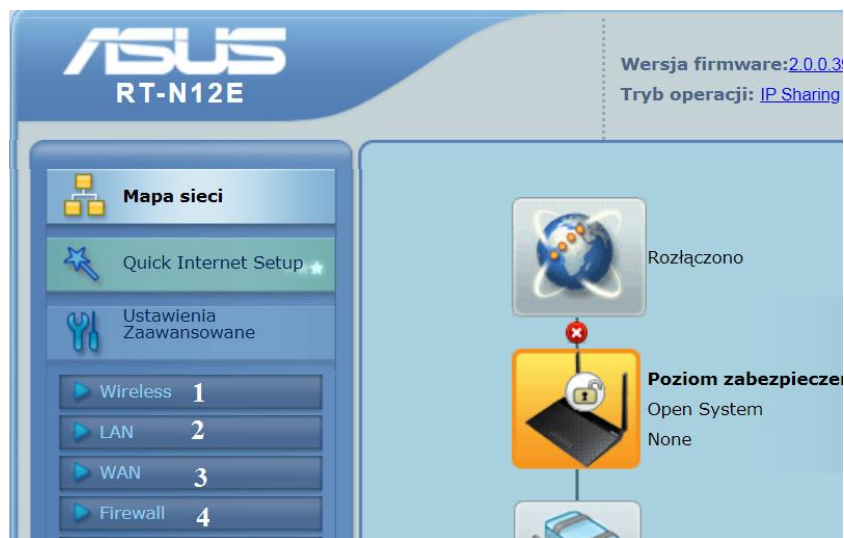 ASUS
RT-N12E
Wersja firmware:2.0.0.39
Tryb operacji: IP Sharing
Mapa sieci
Quick Internet Setup
Ustawienia
Zaawansowane
Wireless 1
LAN 2
WAN 3
Firewall 4
Rozłączono
Poziom zabezpieczeń
Open System
None